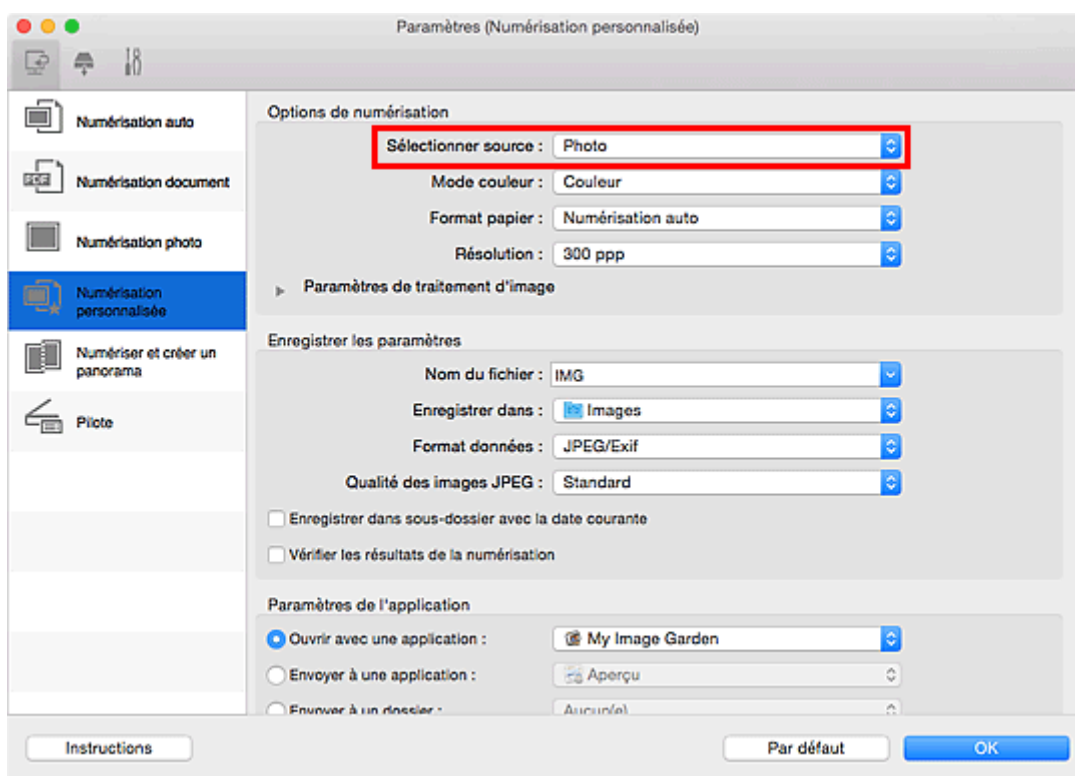 Paramètres (Numérisation personnalisée)
Numérisation auto
Numérisation document
Numérisation photo
Numérisation
personnalisée
Numériser et créer un
panorama
Pilote
Options de numérisation
Sélectionner source : Photo
Mode couleur : Couleur
Format papier : Numérisation auto
Résolution : 300 ppp
Paramètres de traitement d'image
Enregistrer les paramètres
Nom du fichier : IMG
Enregistrer dans : Images
Format données : JPEG/Exif
Qualité des images JPEG : Standard
Enregistrer dans sous-dossier avec la date courante
Vérifier les résultats de la numérisation
Paramètres de l'application
Ouvrir avec une application : My Image Garden
Envoyer à une application : Aperçu
Envoyer à un dossier : Aucun(e)
Instructions
Par défaut
OK